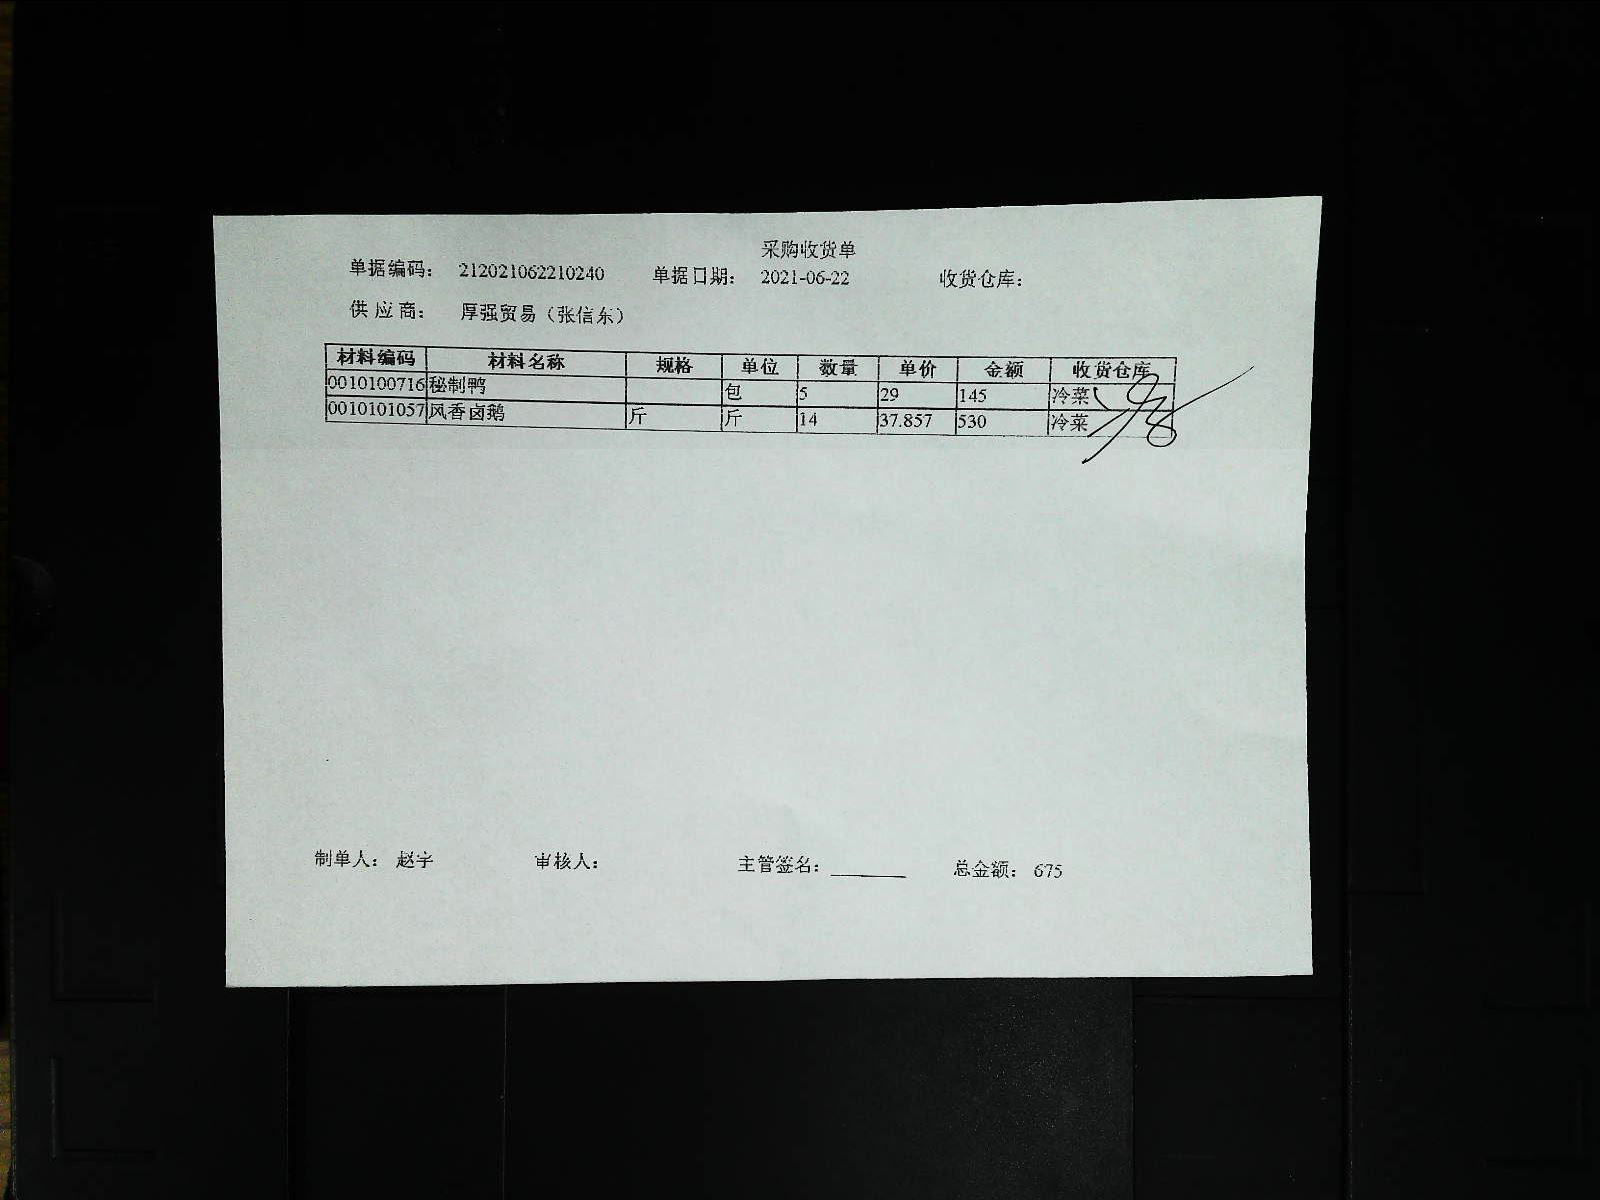 采购收货单
单据编码： 212021062210240 单据日期： 2021-06-22 收货仓库：
供应商： 厚强贸易（张信东）
材料编码 材料名称 规格 单位 数量 单价 金额 收货仓库
0010100716 秘制鸭 包 5 29 145 冷菜
0010101057 风香卤鹅 斤 斤 14 37.857 530 冷菜
制单人： 赵宇 审核人： 主管签名： 总金额： 675